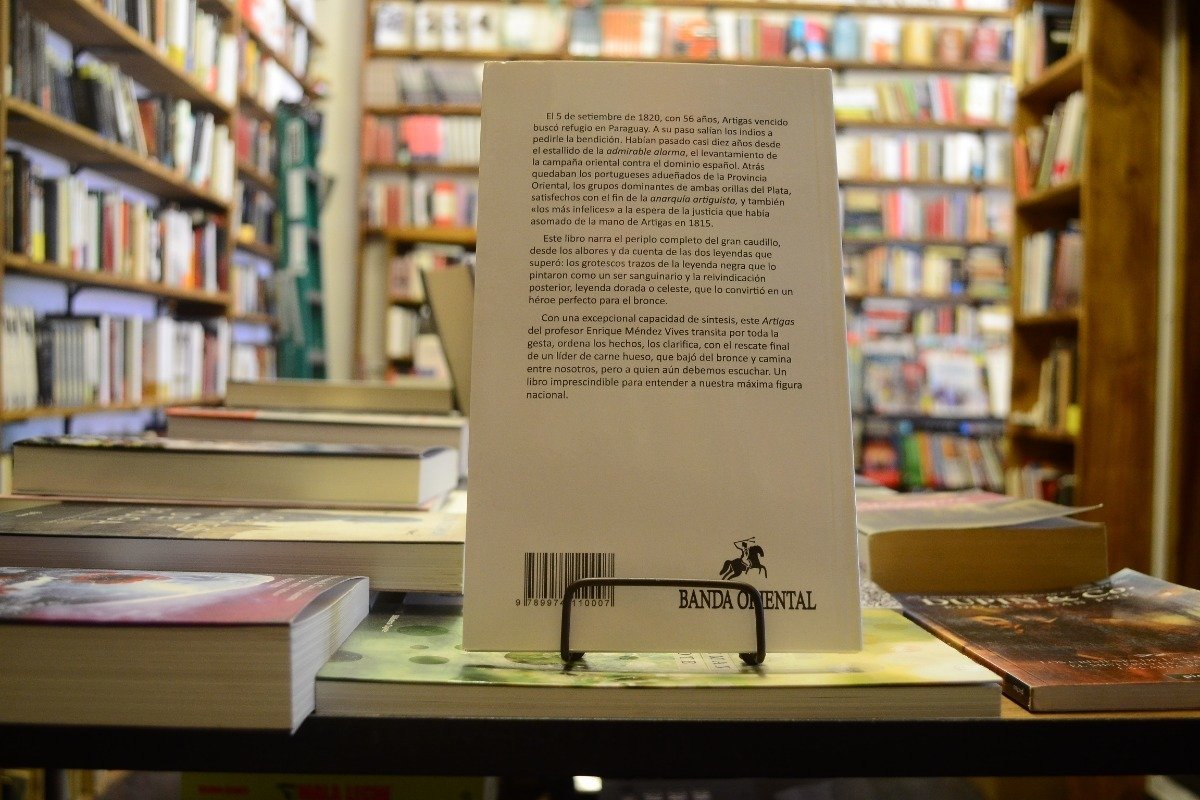 El 5 de setiembre de 1820, con 56 años, Artigas vencido
buscó refugio en Paraguay. A su paso salían los indios a
pedirle la bendición. Habían pasado casi diez años desde
el estallido de la admirable alarma, el levantamiento de
la campaña oriental contra el dominio español. Atrás
quedaban los portugueses adueñados de la Provincia
Oriental, los grupos dominantes de ambas orillas del Plata,
satisfechos con el fin de la anarquía artiguista, y también
«los más infelices» a la espera de la justicia que había
asomado de la mano de Artigas en 1815.
Este libro narra el periplo completo del gran caudillo,
desde los albores y da cuenta de las dos leyendas que
superó: los grotescos trazos de la leyenda negra que lo
pintaron como un ser sanguinario y la reivindicación
posterior, leyenda dorada o celeste, que lo convirtió en un
héroe perfecto para el bronce.
Con una excepcional capacidad de síntesis, este Artigas
del profesor Enrique Méndez Vives transita por toda la
gesta, ordena los hechos, los clarifica, con el rescate final
de un líder de carne hueso, que bajó del bronce y camina
entre nosotros, pero a quien aún debemos escuchar. Un
libro imprescindible para entender a nuestra máxima figura
nacional.
9 789974 110007
BANDA ORIENTAL